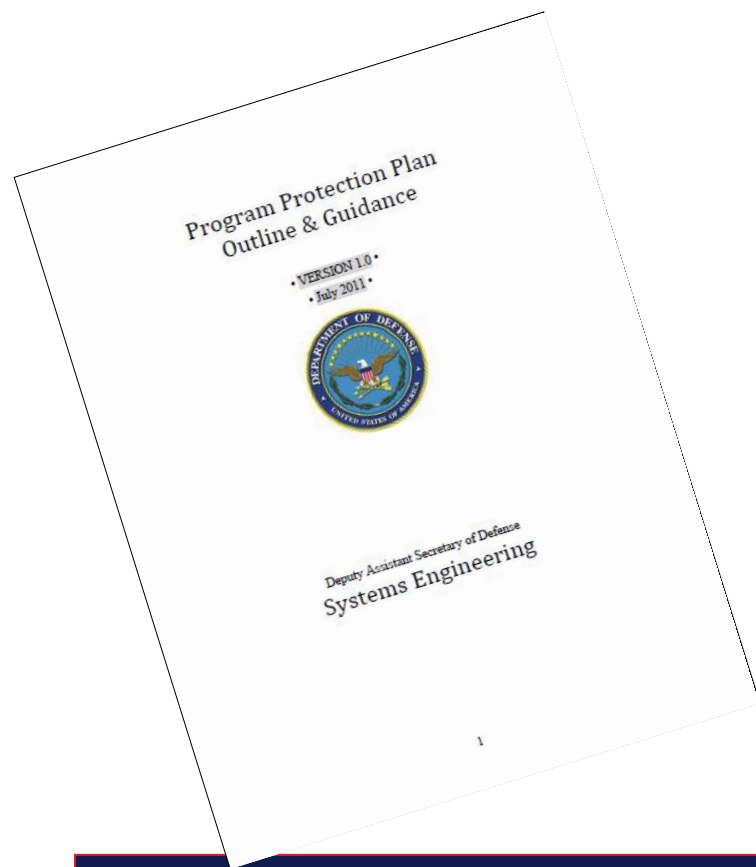 Program Protection Plan
Outline & Guidance
• VERSION 1.0 •
• July 2011 •
DEPARTMENT OF DEFENSE
UNITED STATES OF AMERICA
Deputy Assistant Secretary of Defense
Systems Engineering
1